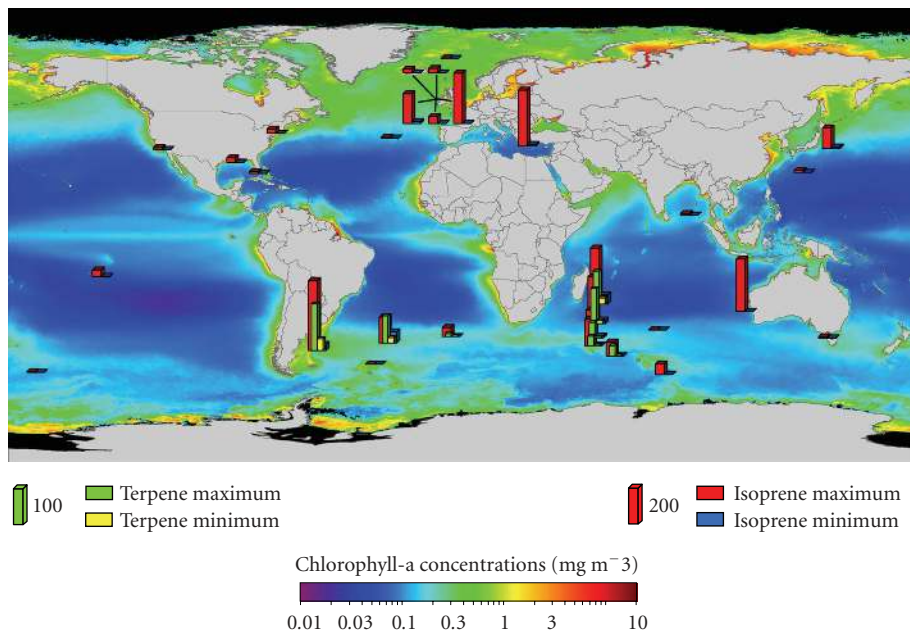 100
Terpene maximum
Terpene minimum
200
Isoprene maximum
Isoprene minimum
Chlorophyll-a concentrations (mg m−3)
0.01 0.03 0.1 0.3 1 3 10